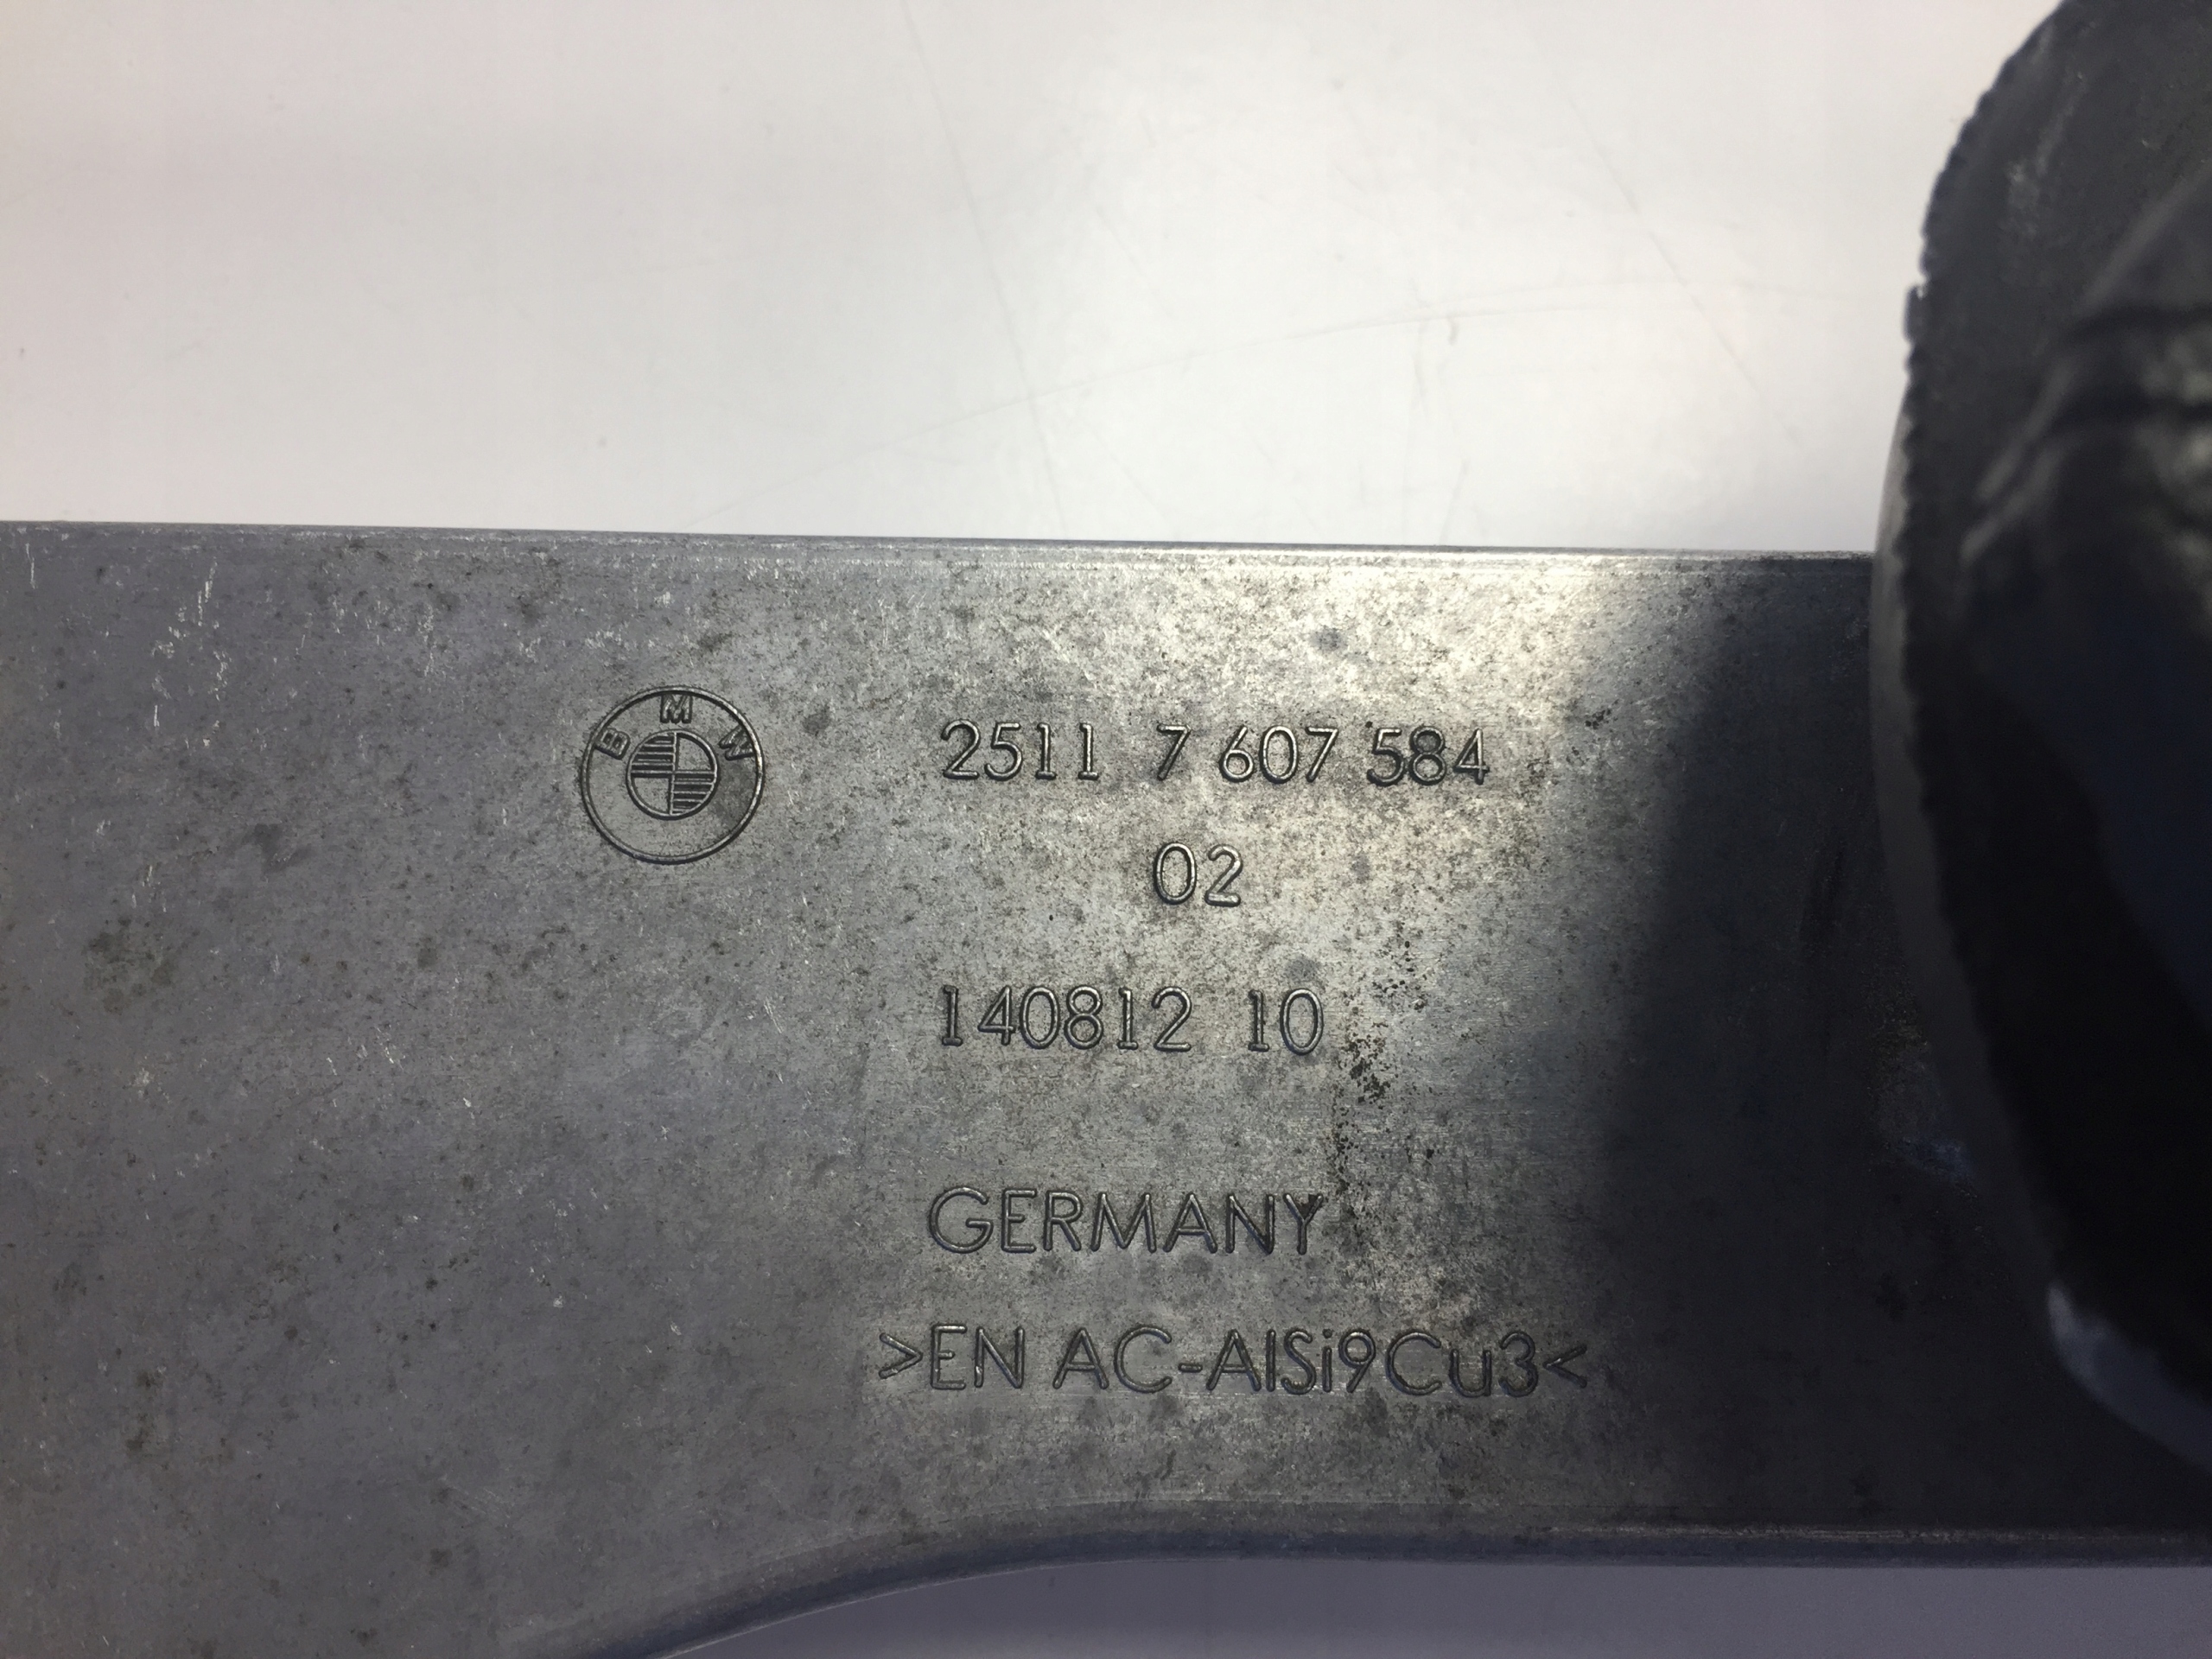 BMW
2511 7 607 584
02
140812 10
GERMANY
>EN AC-AlSi9Cu3<